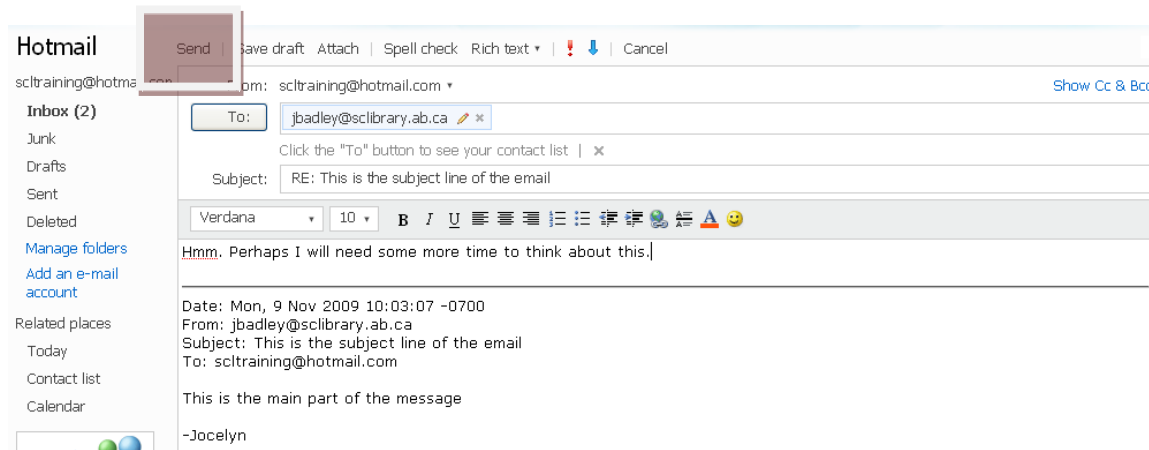 Hotmail
Send | Save draft Attach | Spell check Rich text | Cancel
scltraining@hotma
From: scltraining@hotmail.com
Show Cc & Bcc
Inbox (2)
To: jbadley@sclibrary.ab.ca
Junk
Click the "To" button to see your contact list |
Drafts
Subject: RE: This is the subject line of the email
Sent
Deleted
Verdana 10 B I U A
Manage folders
Hmm. Perhaps I will need some more time to think about this.
Add an e-mail
account
Date: Mon, 9 Nov 2009 10:03:07 -0700
From: jbadley@sclibrary.ab.ca
Related places
Subject: This is the subject line of the email
Today
To: scltraining@hotmail.com
Contact list
This is the main part of the message
Calendar
-Jocelyn